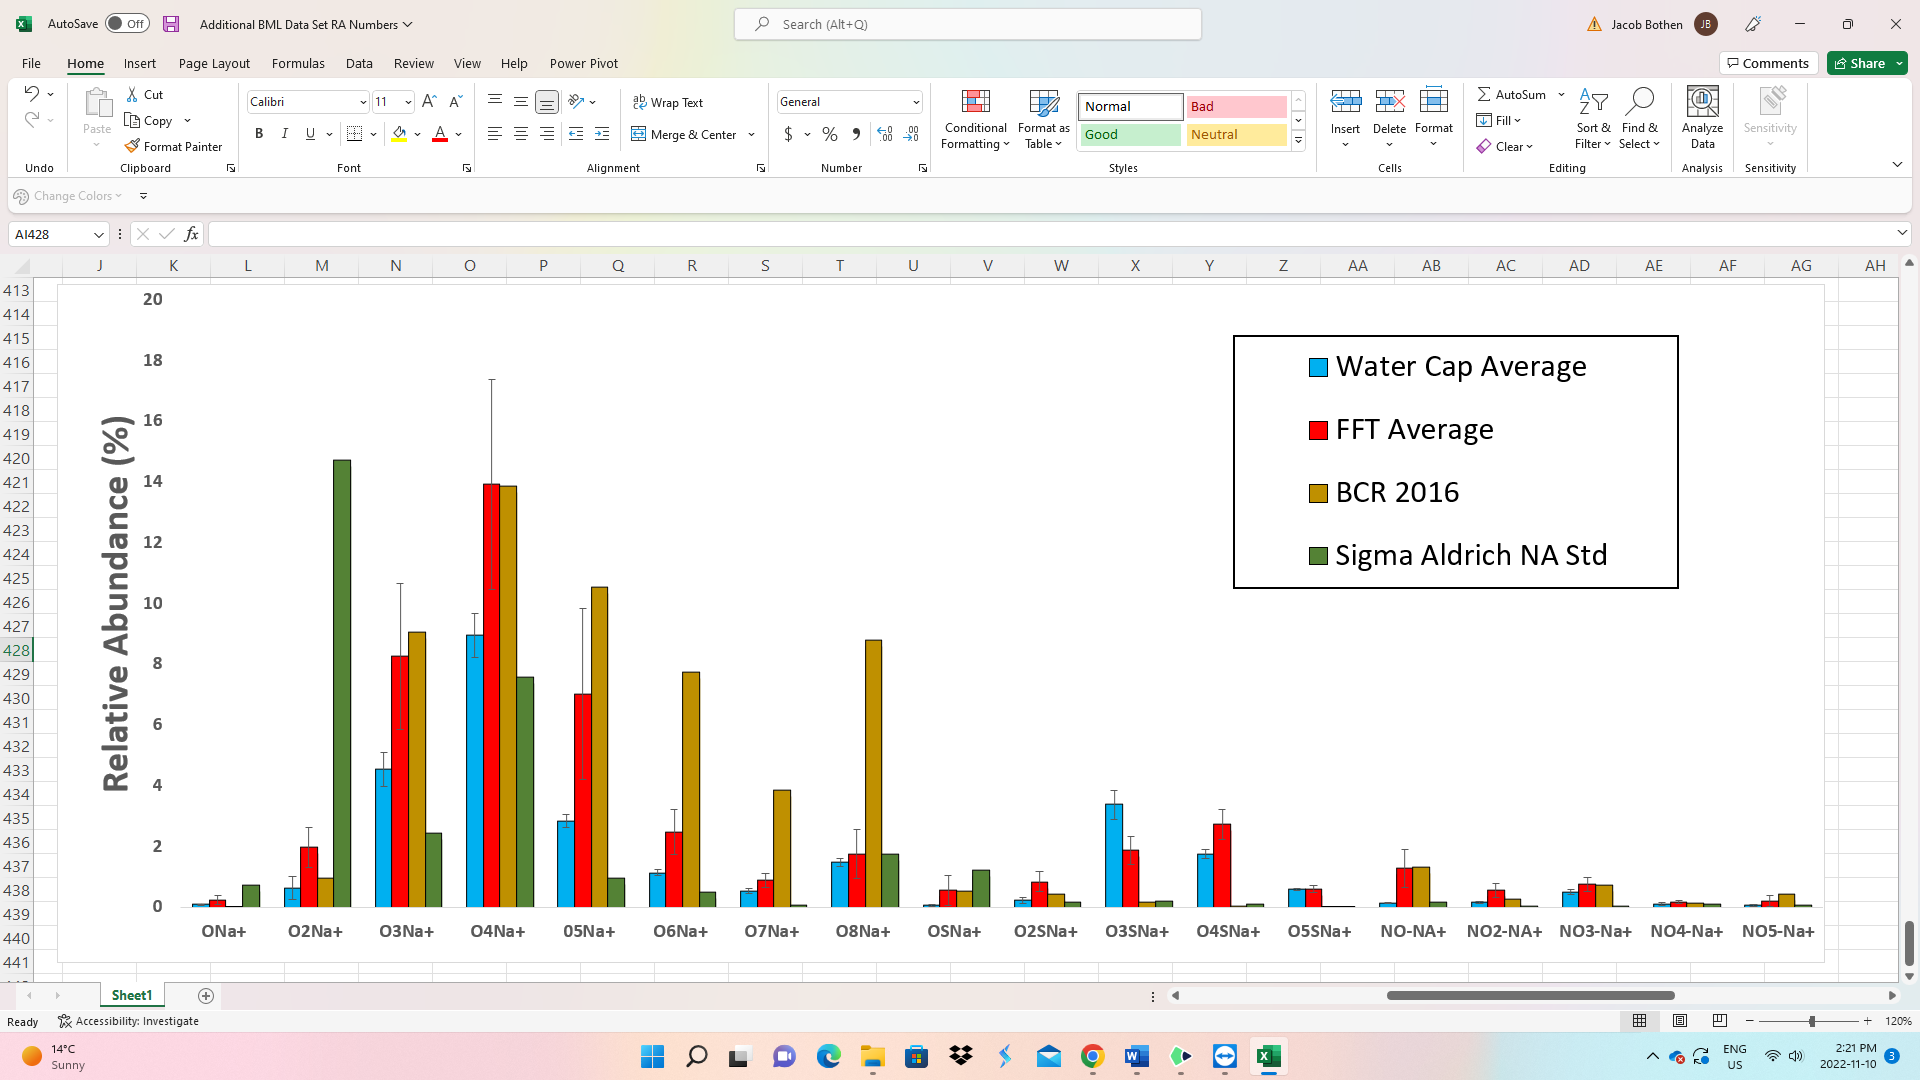 AutoSave Off Additional BML Data Set RA Numbers Search (Alt+Q) Jacob Bothen JB
File Home Insert Page Layout Formulas Data Review View Help Power Pivot Comments Share
Paste Cut Copy Format Painter Calibri 11 Wrap Text Merge & Center General Conditional Formatting Format as Table Normal Bad Good Neutral Insert Delete Format AutoSum Fill Clear Sort & Filter Find & Select Analyze Data Sensitivity
B I U A $ % , .00
Undo Clipboard Font Alignment Number Styles Cells Editing Analysis Sensitivity
Change Colors
AI428 fx
J K L M N O P Q R S T U V W X Y Z AA AB AC AD AE AF AG AH
413
414
415
416
417
418
419
420
421
422
423
424
425
426
427
428
429
430
431
432
433
434
435
436
437
438
439
440
441
Relative Abundance (%)
20
18
16
14
12
10
8
6
4
2
0
Water Cap Average
FFT Average
BCR 2016
Sigma Aldrich NA Std
ONa+ O2Na+ O3Na+ O4Na+ 05Na+ O6Na+ O7Na+ O8Na+ OSNa+ O2SNa+ O3SNa+ O4SNa+ O5SNa+ NO-NA+ NO2-NA+ NO3-Na+ NO4-Na+ NO5-Na+
Sheet1
Ready Accessibility: Investigate 120%
14°C
Sunny
ENG
US
2:21 PM
2022-11-10
3